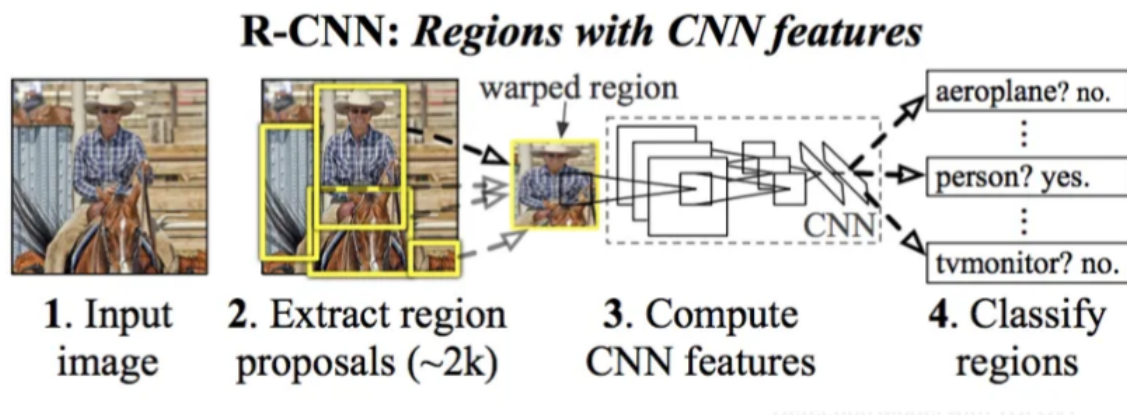 R-CNN: Regions with CNN features
warped region
aeroplane? no.
person? yes.
tvmonitor? no.
CNN
1. Input
image
2. Extract region
proposals (~2k)
3. Compute
CNN features
4. Classify
regions